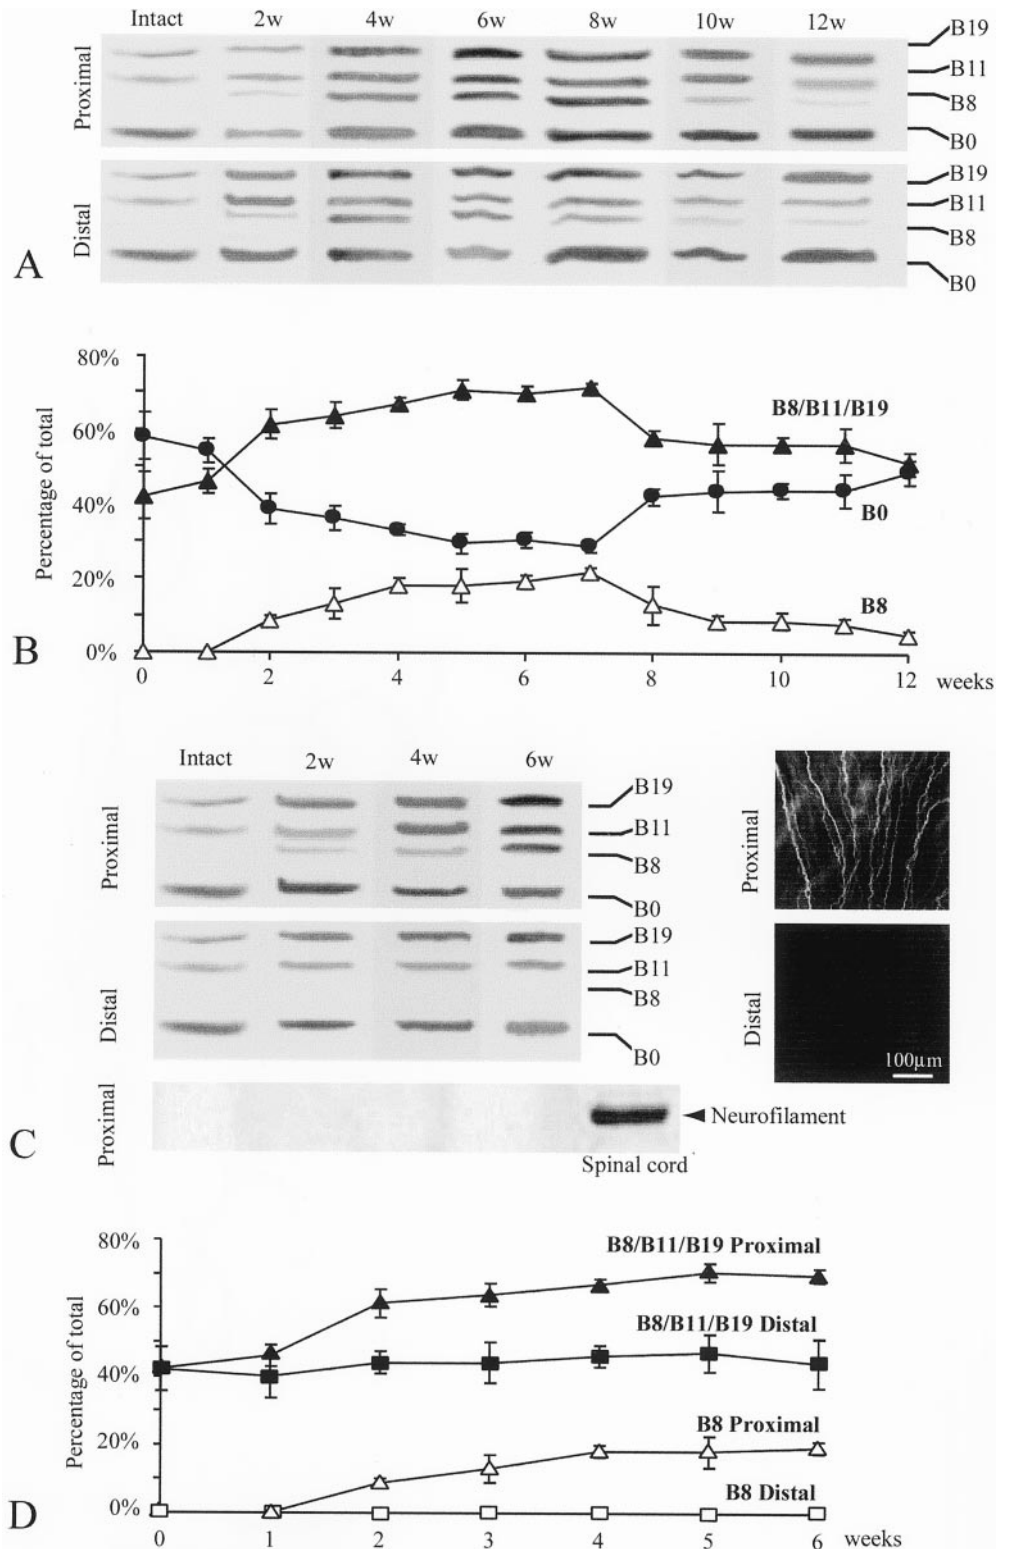 Intact 2w 4w 6w 8w 10w 12w
Proximal
B19
B11
B8
B0
Distal
B19
B11
B8
B0
A
80%
60%
40%
20%
0%
Percentage of total
B8/B11/B19
B0
B8
0 2 4 6 8 10 12 weeks
B
Intact 2w 4w 6w
Proximal
B19
B11
B8
B0
Distal
B19
B11
B8
B0
Proximal
Neurofilament
Spinal cord
Proximal
Distal
100µm
C
80%
60%
40%
20%
0%
Percentage of total
B8/B11/B19 Proximal
B8/B11/B19 Distal
B8 Proximal
B8 Distal
0 1 2 3 4 5 6 weeks
D